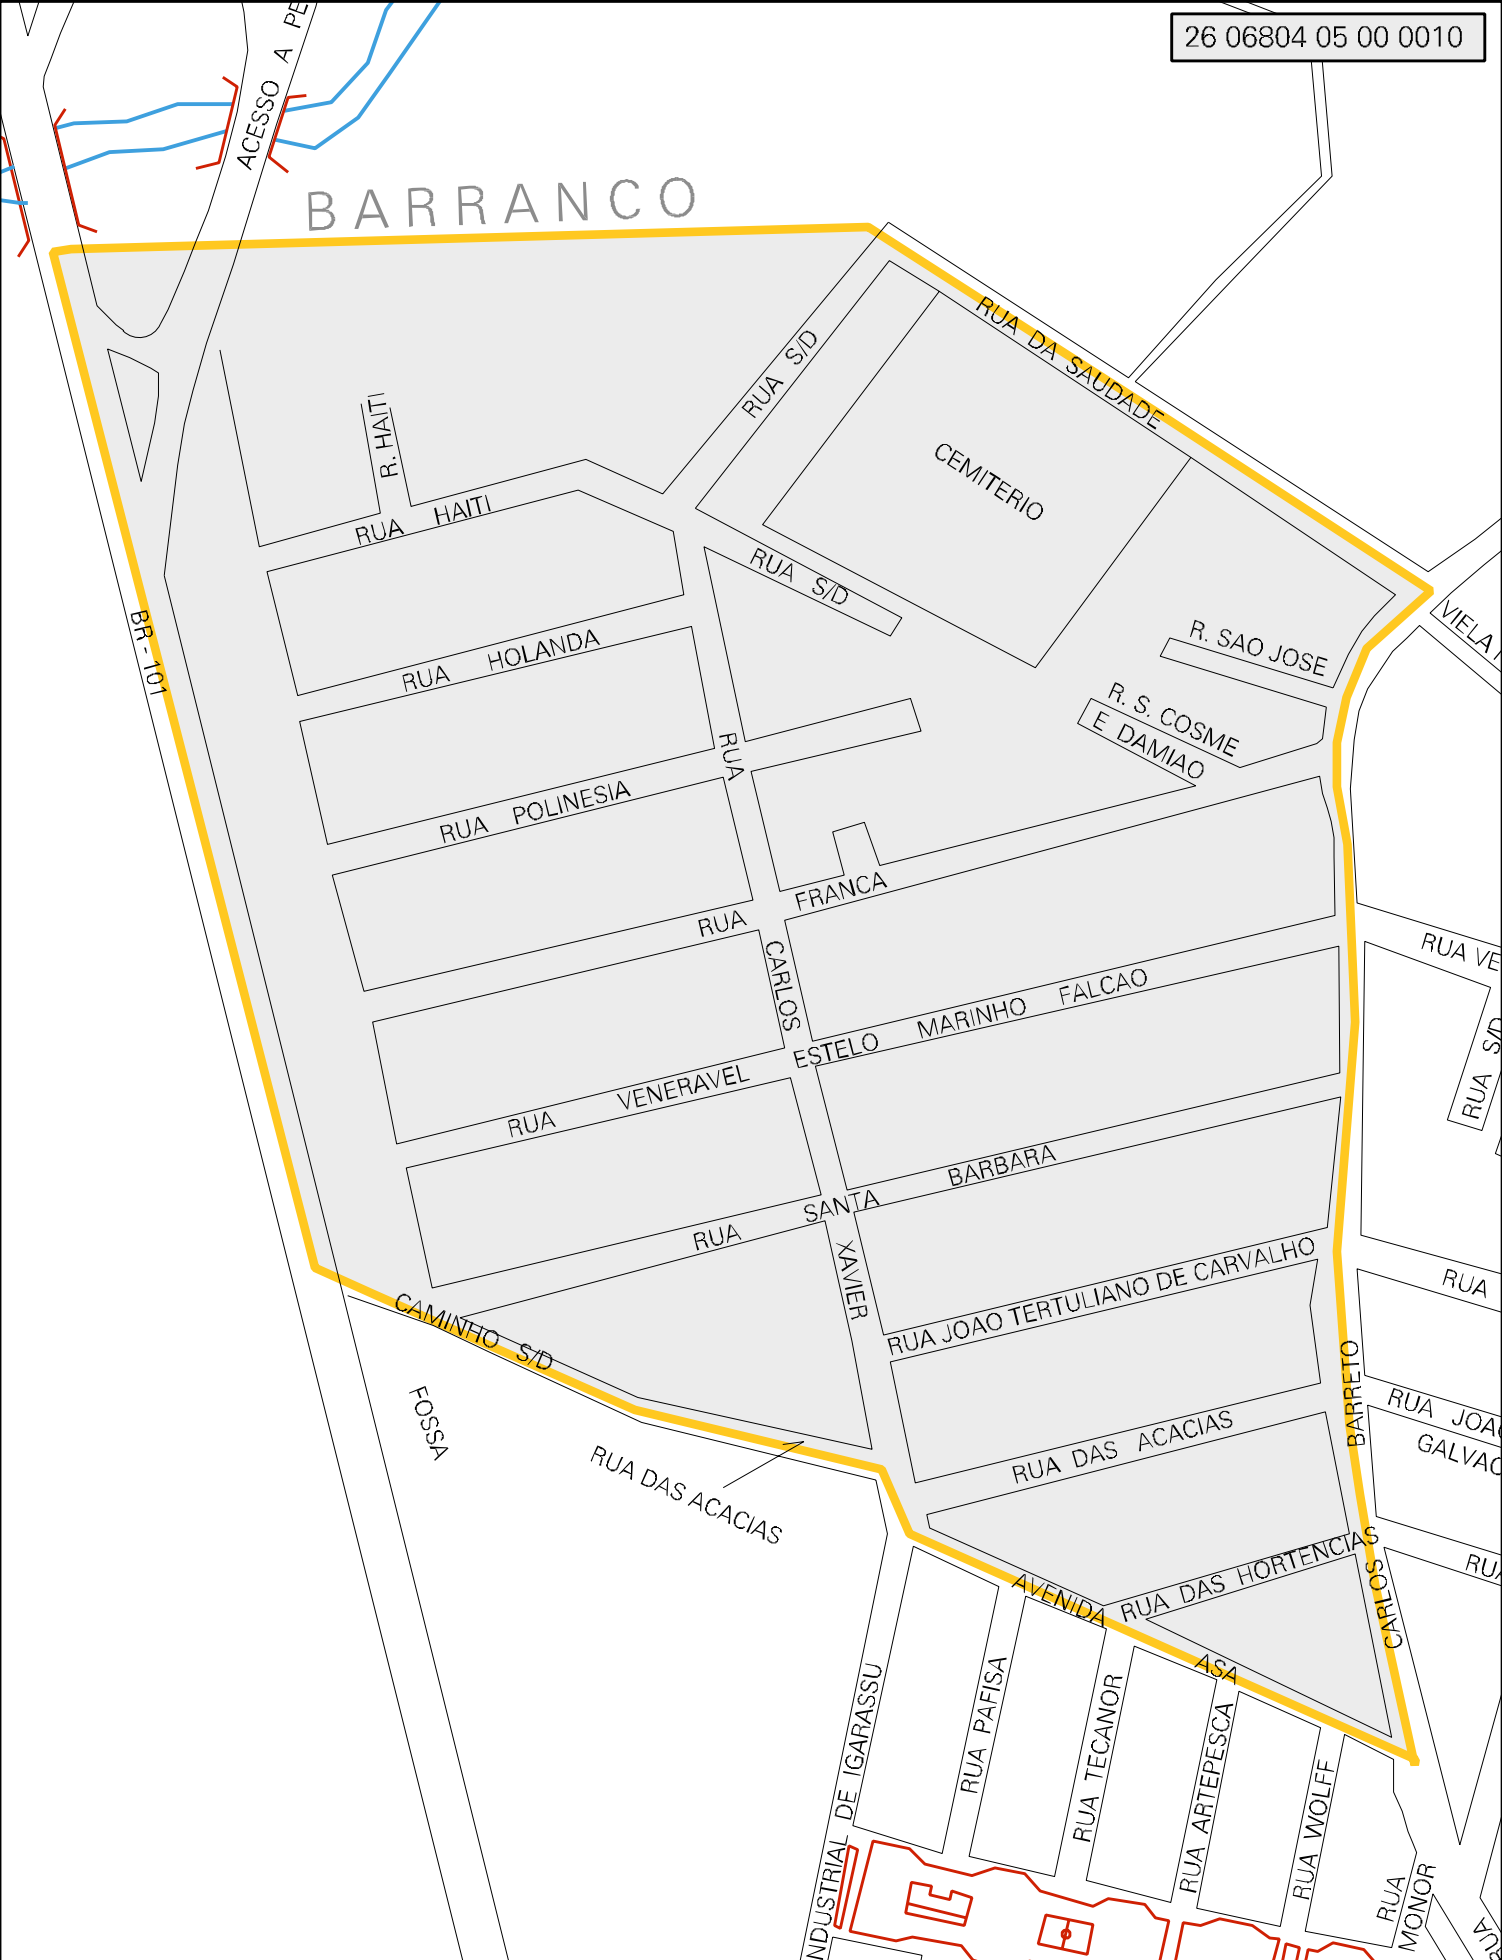 26 06804 05 00 0010
ACESSO A PE
BARRANCO
RUA DA SAUDADE
RUA S/D
R. HAITI
RUA HAITI
CEMITERIO
RUA S/D
BR - 101
RUA HOLANDA
R. SAO JOSE
VIELA
R. S. COSME
E DAMIAO
RUA POLINESIA
RUA FRANCA
RUA CARLOS XAVIER
RUA VE
RUA S/D
RUA VENERAVEL ESTELO MARINHO FALCAO
RUA SANTA BARBARA
RUA JOAO TERTULIANO DE CARVALHO
RUA
CAMINHO S/D
FOSSA
RUA DAS ACACIAS
RUA DAS ACACIAS
CARLOS BARRETO
RUA JOAO
GALVAO
RUA DAS HORTENCIAS
RUA
AVENIDA ASA
NDUSTRIAL DE IGARASSU
RUA PAFISA
RUA TECANOR
RUA ARTEPESCA
RUA WOLFF
RUA
MONOR
RUA